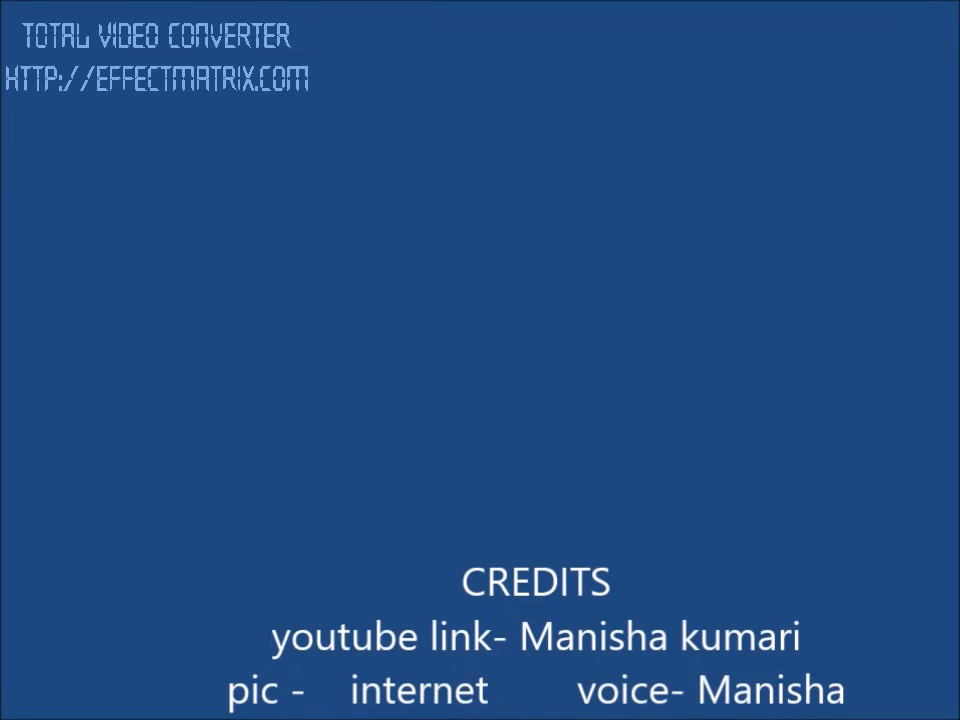 TOTAL VIDEO CONVERTER
HTTP://EFFECTMATRIX.COM
CREDITS
youtube link- Manisha kumari
pic - internet voice- Manisha